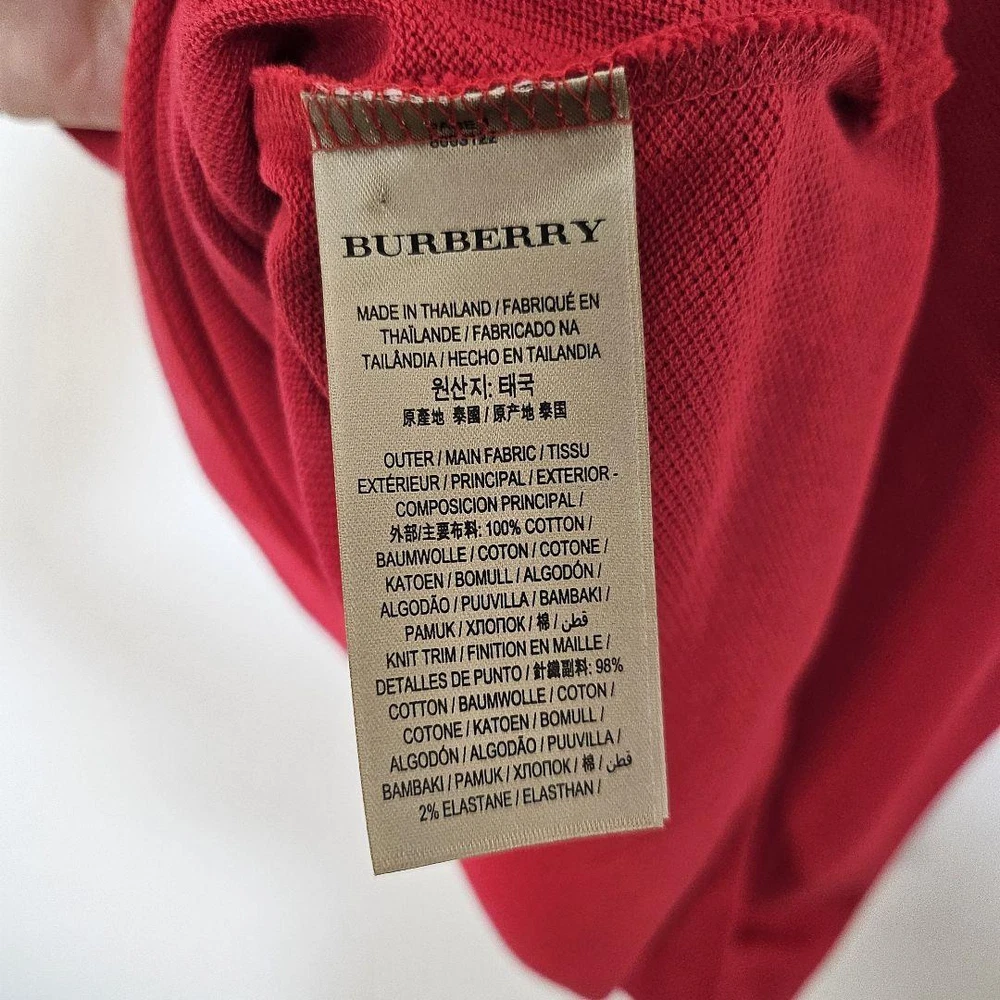 BURBERRY
MADE IN THAILAND / FABRIQUÉ EN
THAÏLANDE / FABRICADO NA
TAILÂNDIA / HECHO EN TAILANDIA
원산지: 태국
原產地 泰國 / 原产地 泰国
OUTER / MAIN FABRIC / TISSU
EXTÉRIEUR / PRINCIPAL / EXTERIOR -
COMPOSICION PRINCIPAL /
外部/主要布料: 100% COTTON /
BAUMWOLLE / COTON / COTONE /
KATOEN / BOMULL / ALGODÓN /
ALGODÃO / PUUVILLA / BAMBAKI /
PAMUK / ХЛОПОК / 棉 / قطن /
KNIT TRIM / FINITION EN MAILLE /
DETALLES DE PUNTO / 針織副料: 98%
COTTON / BAUMWOLLE / COTON /
COTONE / KATOEN / BOMULL /
ALGODÓN / ALGODÃO / PUUVILLA /
BAMBAKI / PAMUK / ХЛОПОК / 棉 / قطن /
2% ELASTANE / ELASTHAN /